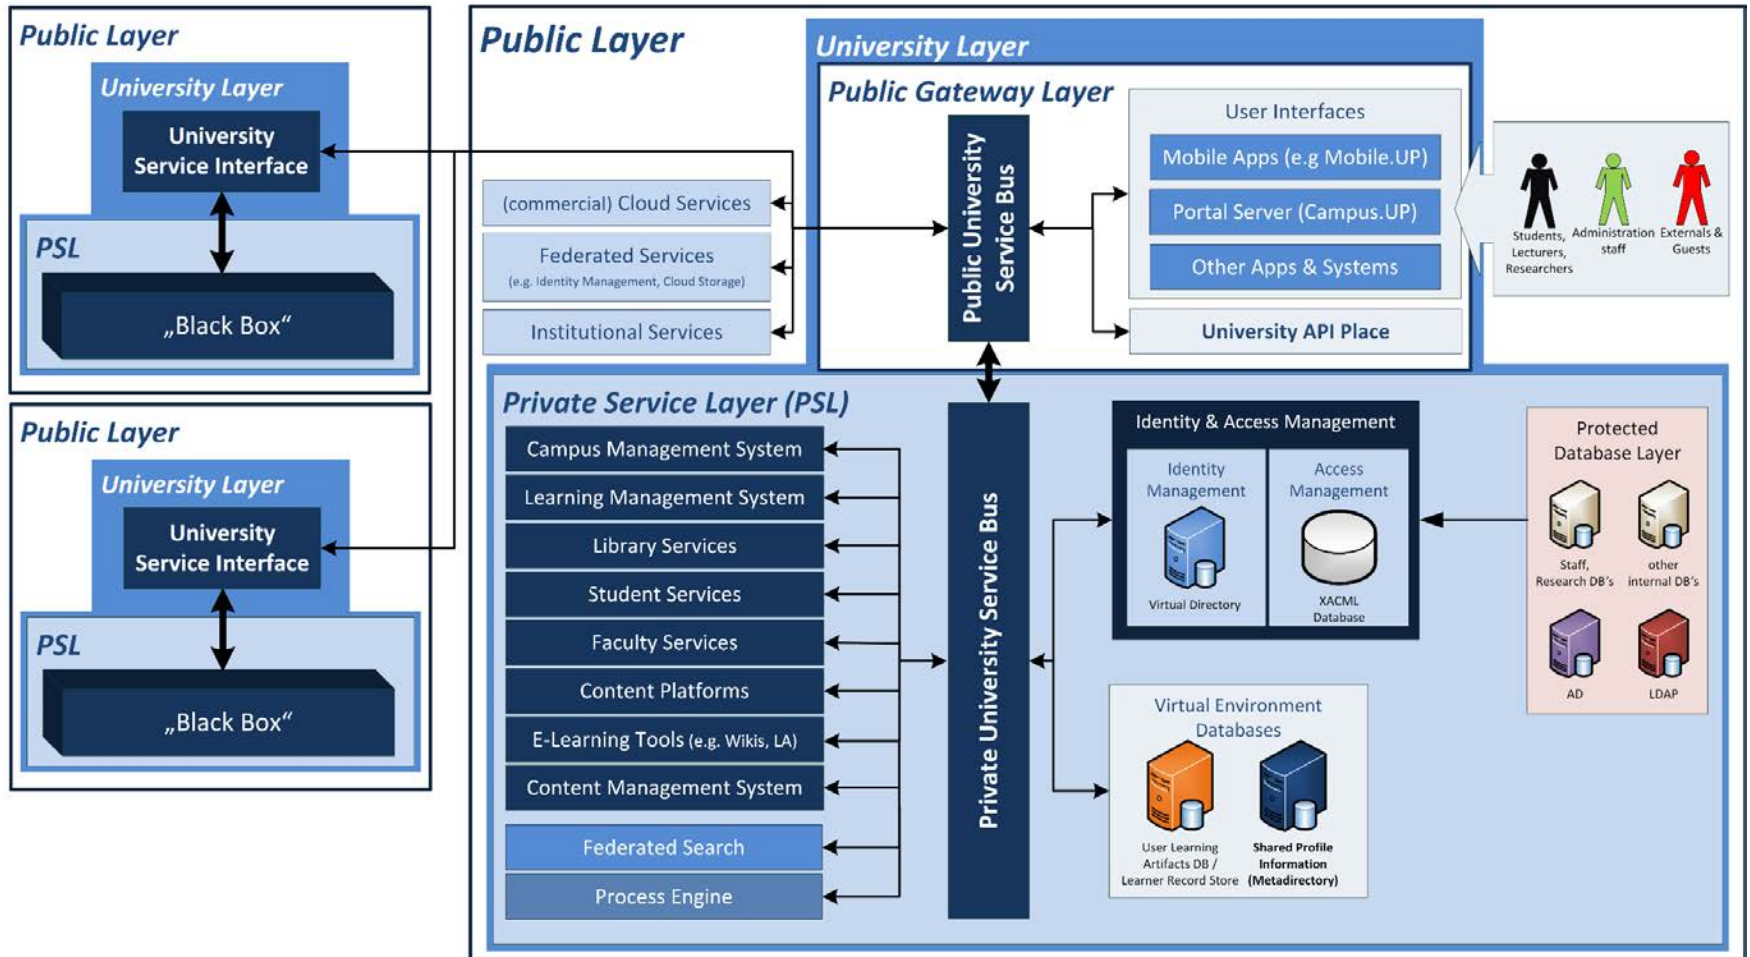 Public Layer
University Layer
University
Service Interface
PSL
„Black Box“
Public Layer
University Layer
University
Service Interface
PSL
„Black Box“
Public Layer
University Layer
Public Gateway Layer
(commercial) Cloud Services
Federated Services
(e.g. Identity Management, Cloud Storage)
Institutional Services
Public University
Service Bus
User Interfaces
Mobile Apps (e.g Mobile.UP)
Portal Server (Campus.UP)
Other Apps & Systems
University API Place
Students,
Lecturers,
Researchers
Administration
staff
Externals &
Guests
Private Service Layer (PSL)
Campus Management System
Learning Management System
Library Services
Student Services
Faculty Services
Content Platforms
E-Learning Tools (e.g. Wikis, LA)
Content Management System
Federated Search
Process Engine
Private University Service Bus
Identity & Access Management
Identity
Management
Virtual Directory
Access
Management
XACML
Database
Virtual Environment
Databases
User Learning
Artifacts DB /
Learner Record Store
Shared Profile
Information
(Metadirectory)
Protected
Database Layer
Staff,
Research DB's
other
internal DB's
AD
LDAP